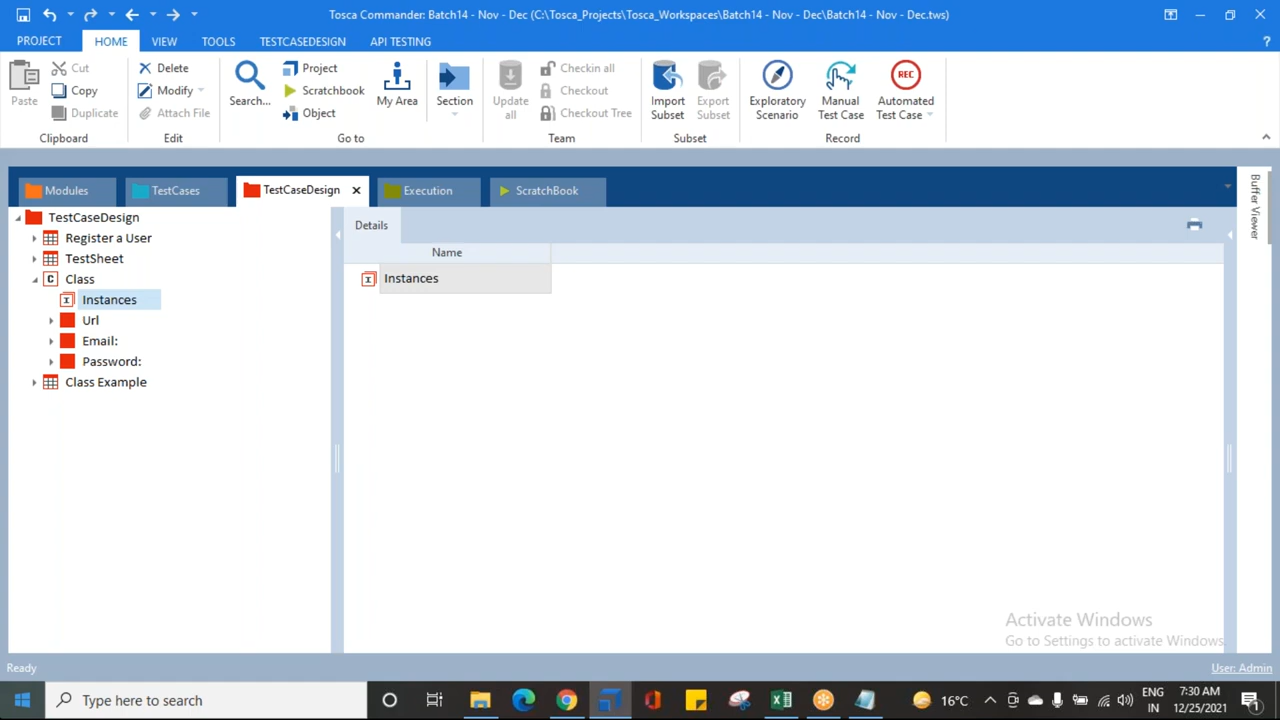 Tosca Commander: Batch14 - Nov - Dec (C:\Tosca_Projects\Tosca_Workspaces\Batch14 - Nov - Dec\Batch14 - Nov - Dec.tws)
PROJECT HOME VIEW TOOLS TESTCASEDESIGN API TESTING ?
Paste Cut Copy Duplicate
Clipboard
Delete Modify Attach File
Edit
Search... Project Scratchbook Object My Area Section
Go to
Update all Checkin all Checkout Checkout Tree
Team
Import Subset Export Subset
Subset
Exploratory Scenario Manual Test Case REC Automated Test Case
Record
Modules TestCases TestCaseDesign Execution ScratchBook
Buffer Viewer
TestCaseDesign
Register a User
TestSheet
C Class
I Instances
Url
Email:
Password:
Class Example
Details
Name
I Instances
Activate Windows
Go to Settings to activate Windows.
Ready User: Admin
Type here to search
16°C
ENG
IN
7:30 AM
12/25/2021
1